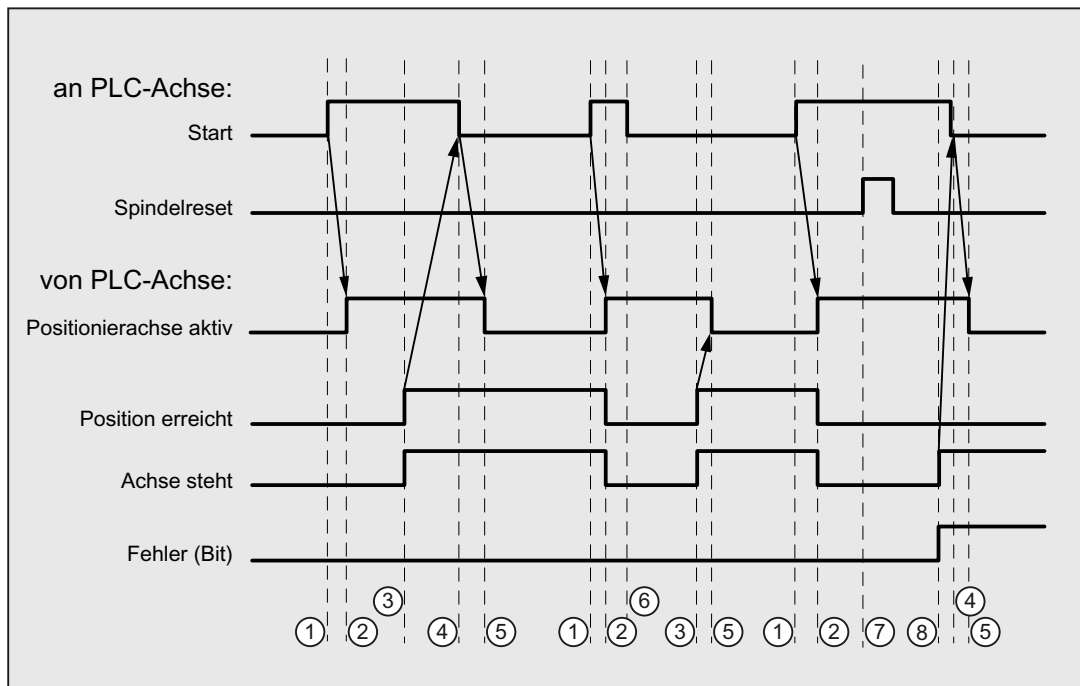 an PLC-Achse:
Start
Spindelreset
von PLC-Achse:
Positionierachse aktiv
Position erreicht
Achse steht
Fehler (Bit)
③ ⑥ ④
① ② ④ ⑤ ① ② ③ ⑤ ① ② ⑦ ⑧ ⑤